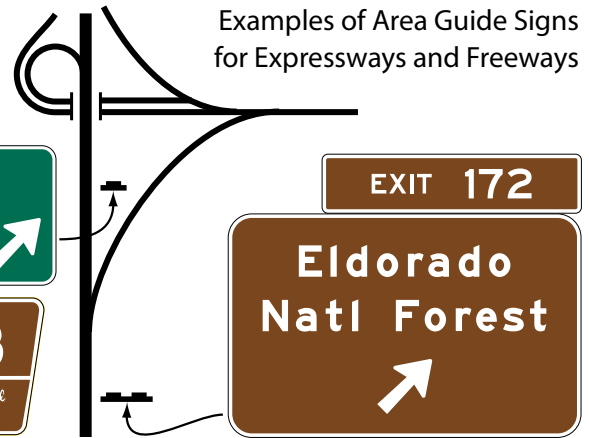 Examples of Area Guide Signs
for Expressways and Freeways
EXIT 172
Eldorado
Natl Forest